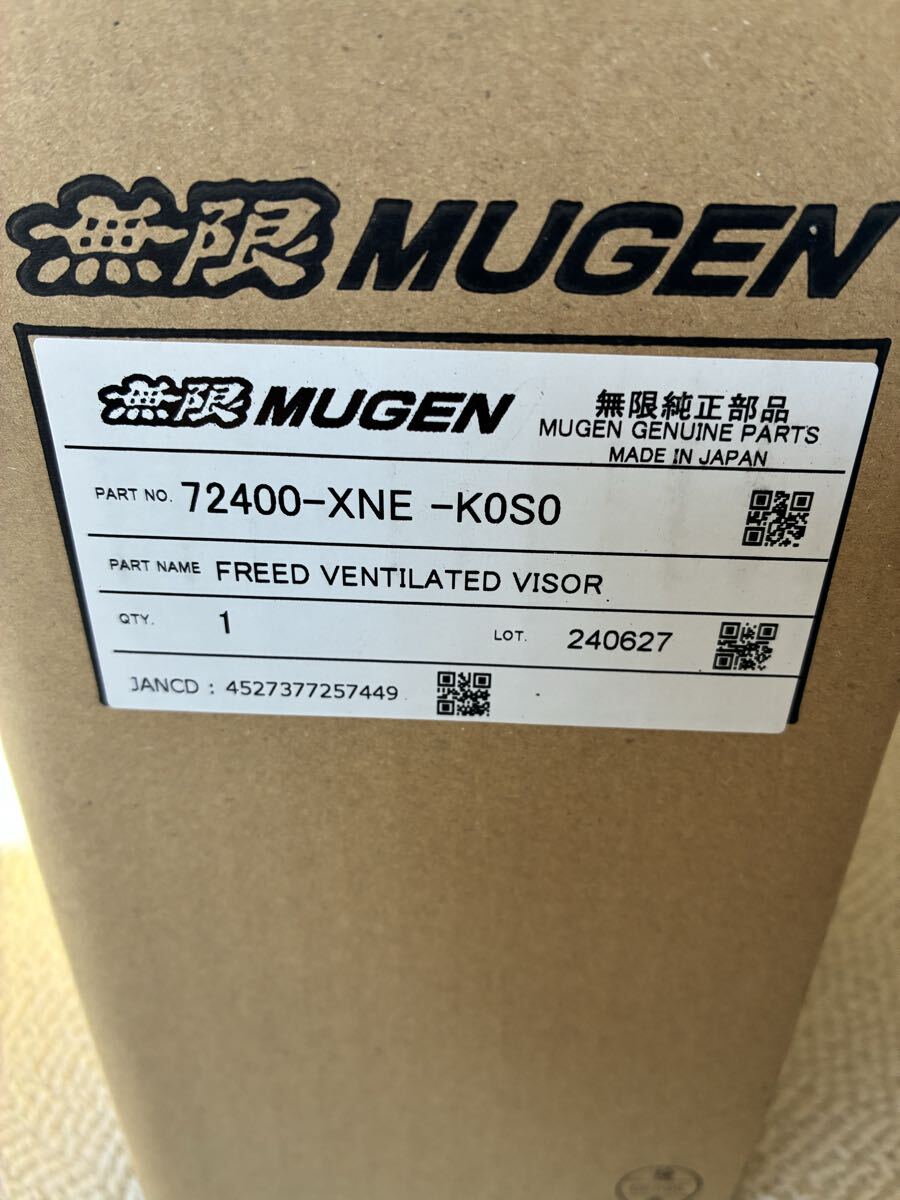 無限 MUGEN
無限 MUGEN
無限純正部品
MUGEN GENUINE PARTS
MADE IN JAPAN
PART NO. 72400-XNE -K0S0
PART NAME FREED VENTILATED VISOR
QTY. 1 LOT. 240627
JANCD : 4527377257449